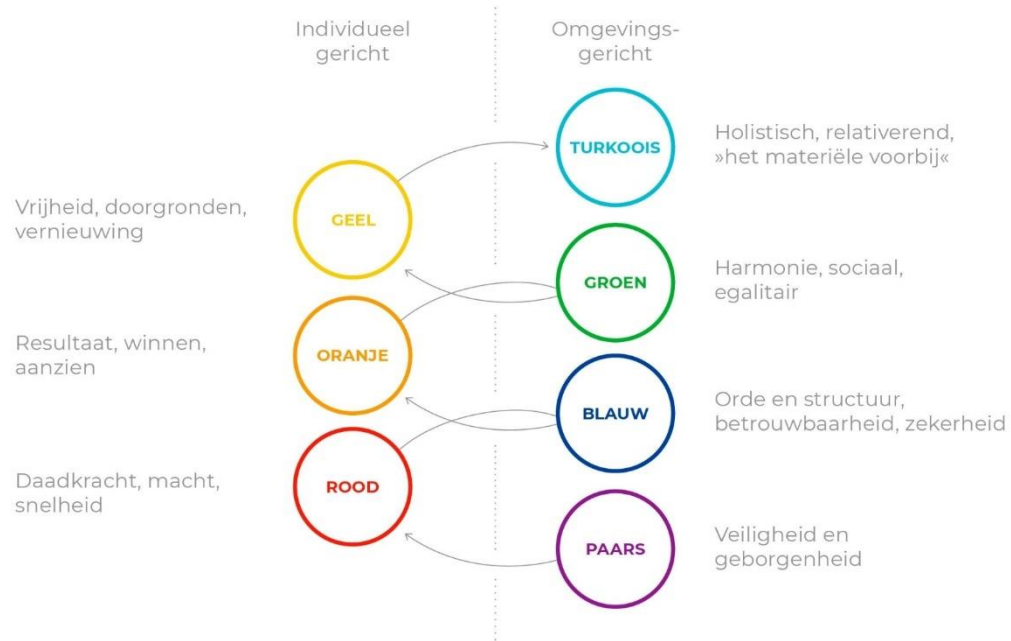 Individueel
gericht
Omgevings-
gericht
TURKOOIS
Holistisch, relativerend,
»het materiële voorbij«
Vrijheid, doorgronden,
vernieuwing
GEEL
GROEN
Harmonie, sociaal,
egalitair
Resultaat, winnen,
aanzien
ORANJE
BLAUW
Orde en structuur,
betrouwbaarheid, zekerheid
Daadkracht, macht,
snelheid
ROOD
PAARS
Veiligheid en
geborgenheid